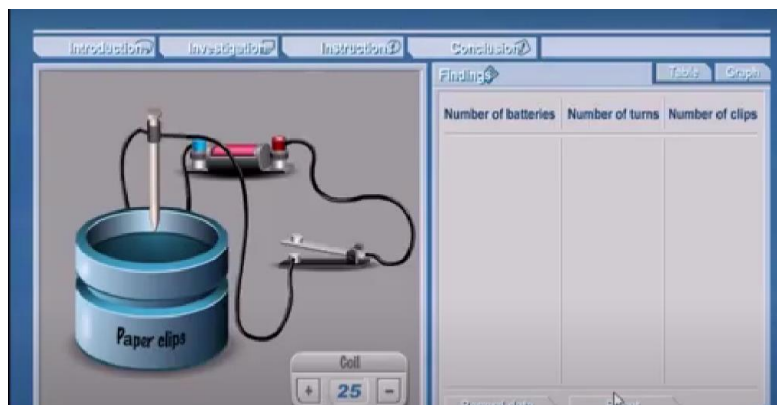 Introduction
Investigation
Instruction
Conclusion
Findings
Table
Graph
Number of batteries
Number of turns
Number of clips
Paper clips
Coil
+ 25 -